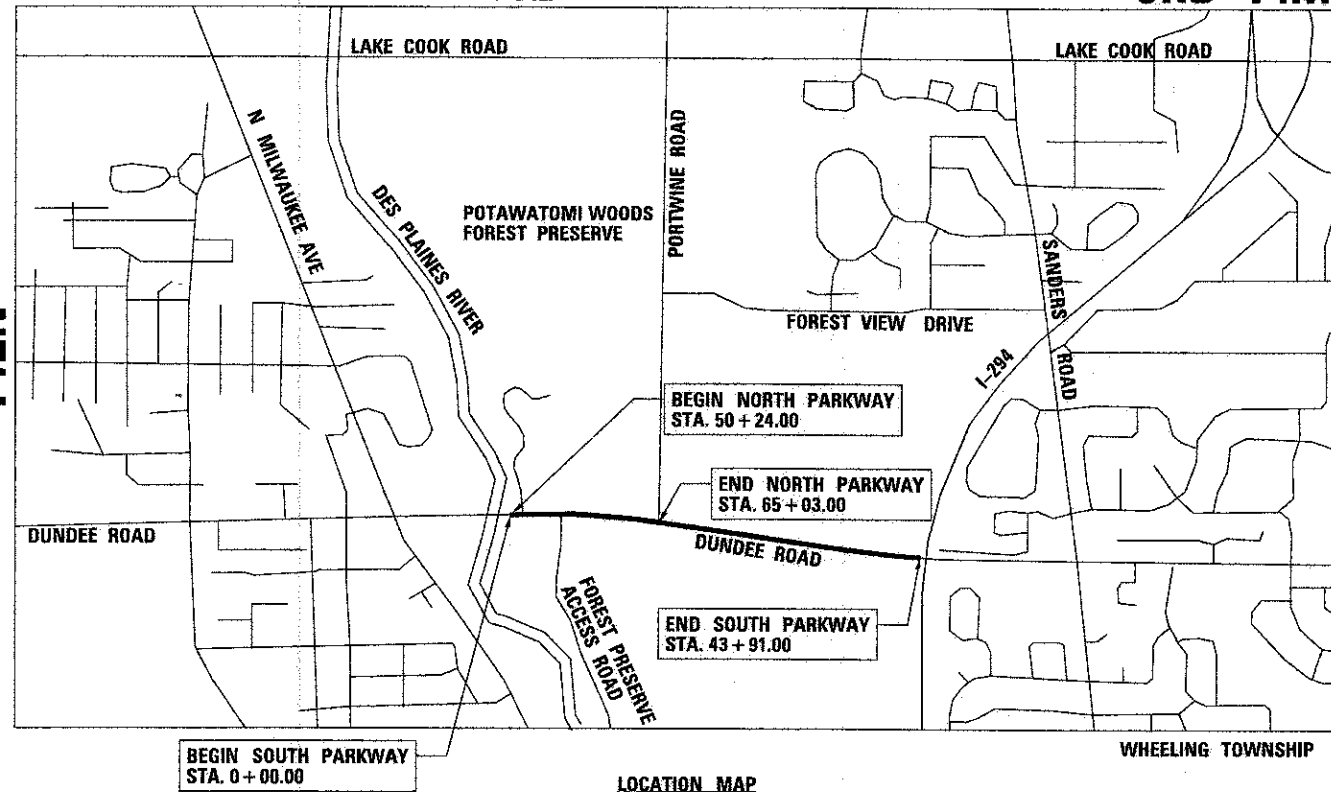 LAKE COOK ROAD
LAKE COOK ROAD
N MILWAUKEE AVE
DES PLAINES RIVER
POTAWATOMI WOODS
FOREST PRESERVE
PORTWINE ROAD
SANDERS
ROAD
FOREST VIEW DRIVE
I-294
BEGIN NORTH PARKWAY
STA. 50+24.00
END NORTH PARKWAY
STA. 65+03.00
DUNDEE ROAD
DUNDEE ROAD
FOREST PRESERVE
ACCESS ROAD
END SOUTH PARKWAY
STA. 43+91.00
BEGIN SOUTH PARKWAY
STA. 0+00.00
WHEELING TOWNSHIP
LOCATION MAP